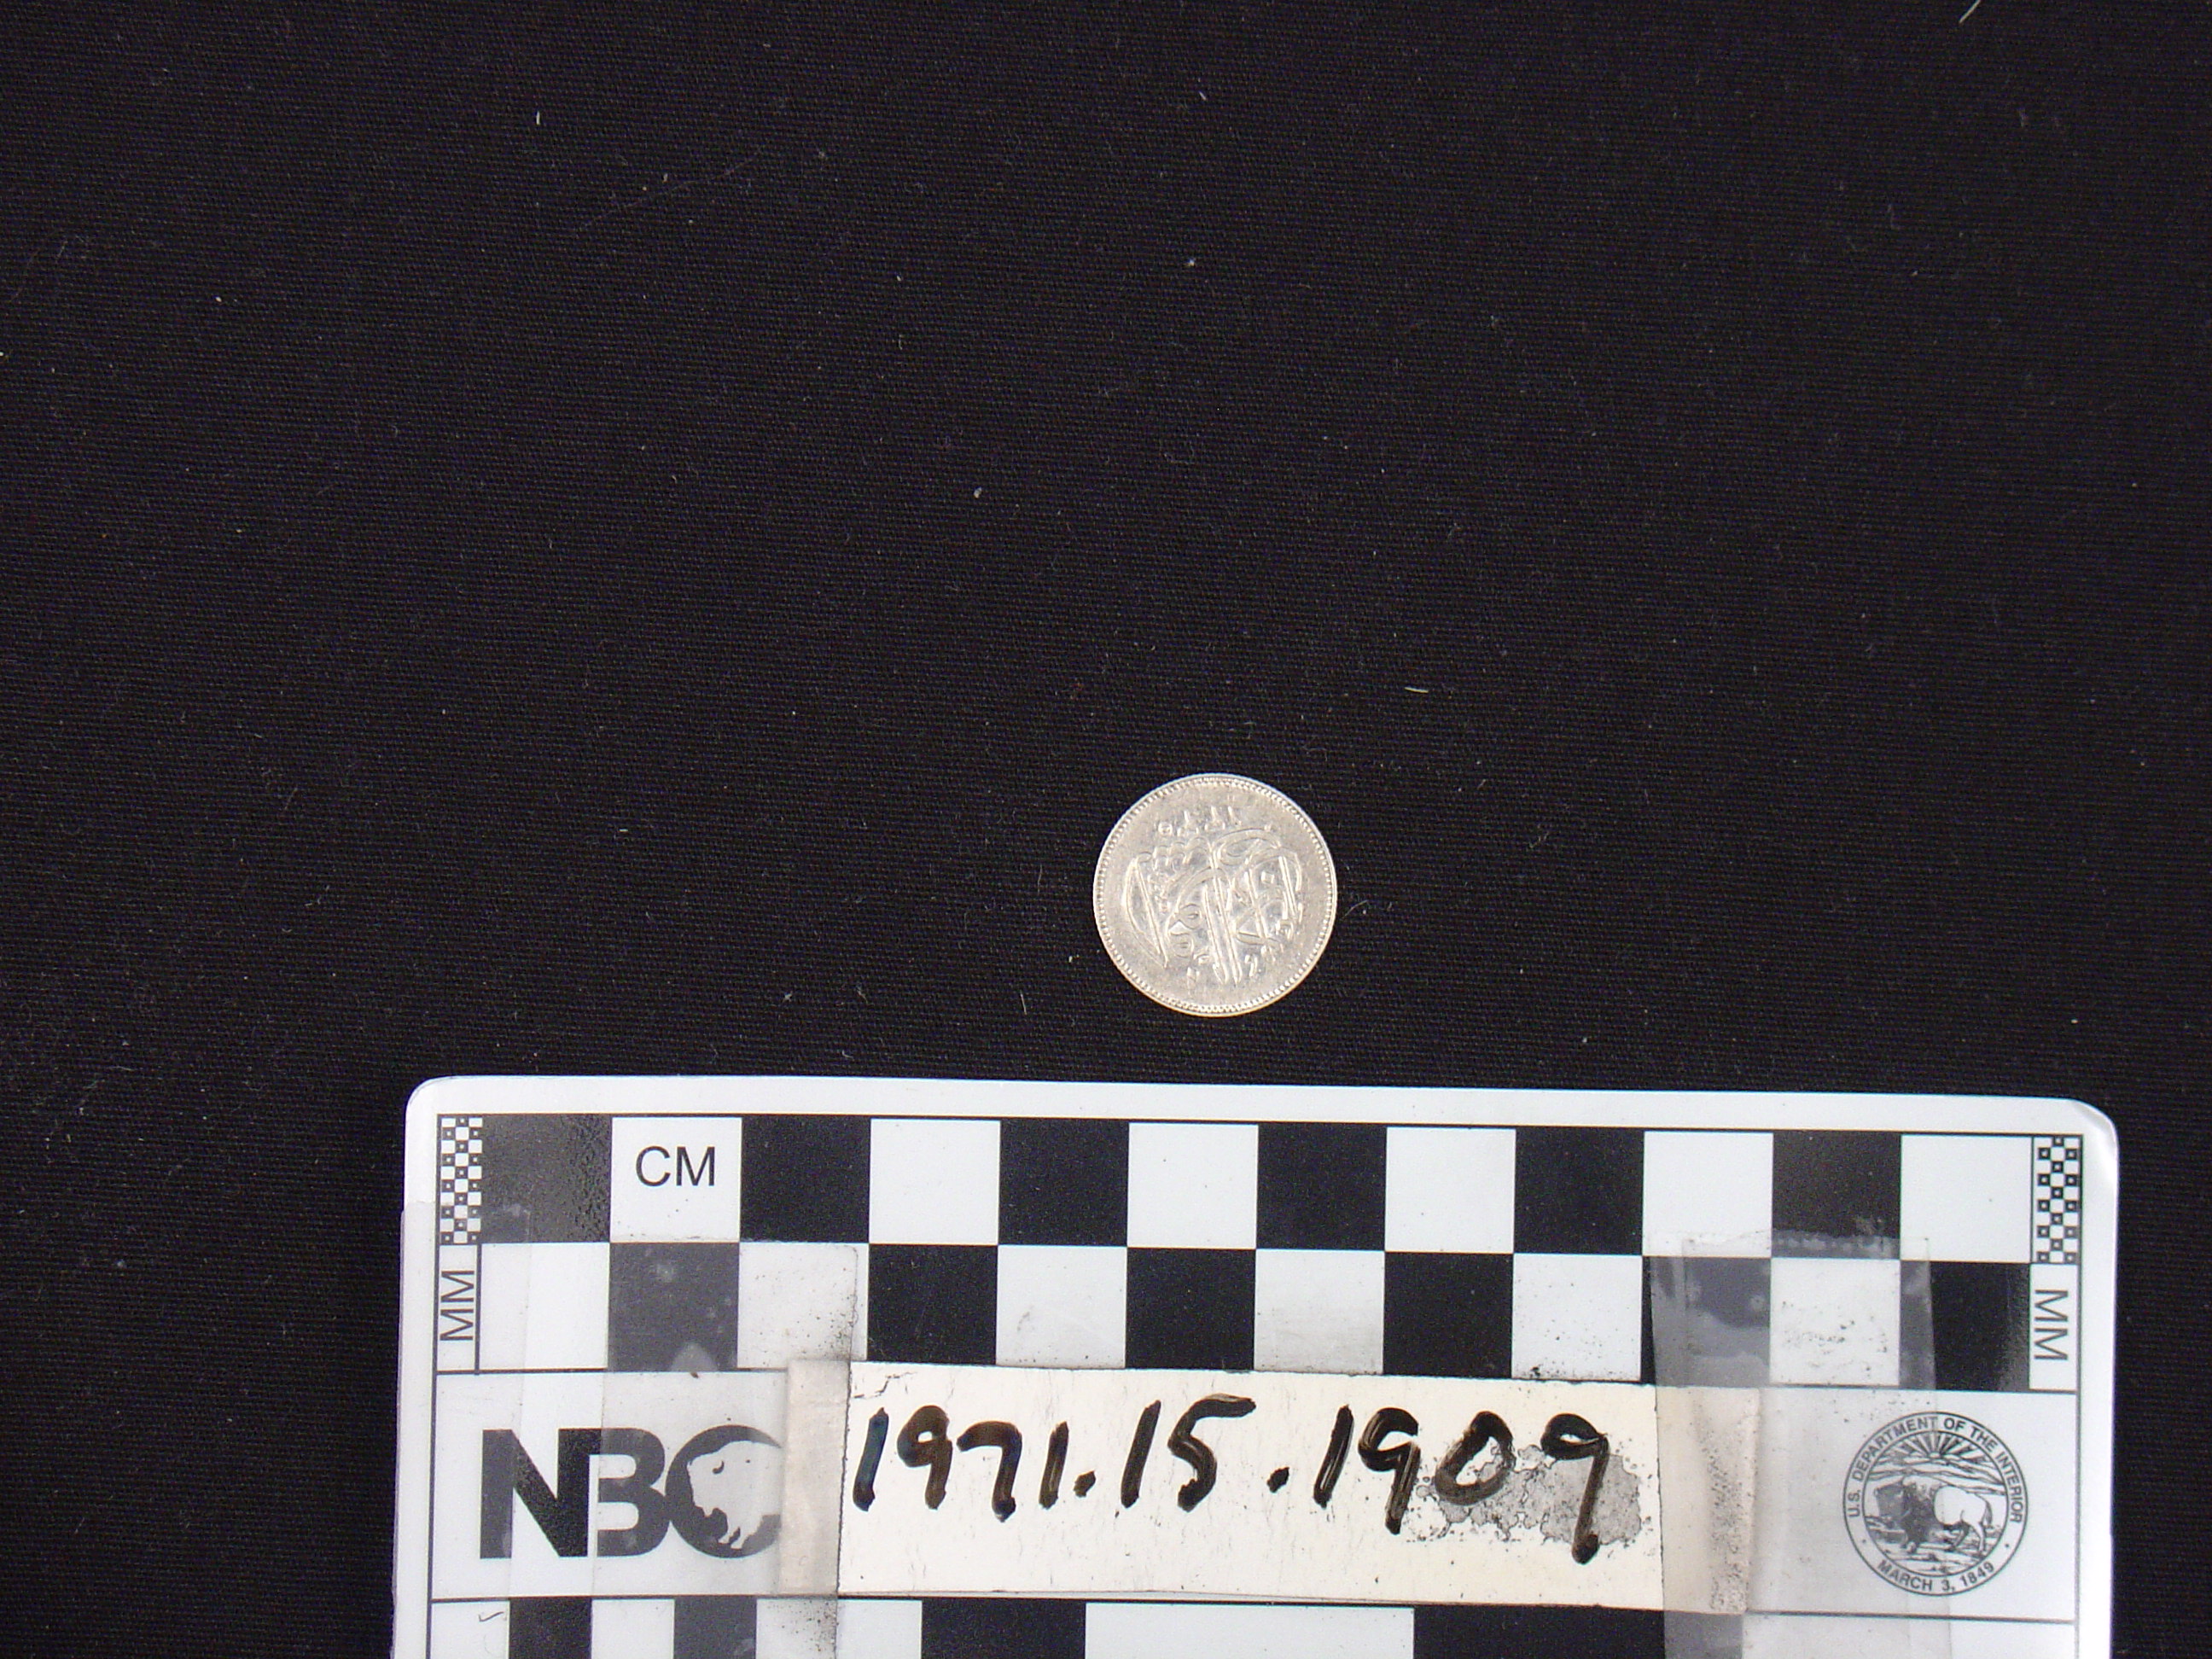 CM
MM
MM
NBC
1971.15.1909
U.S. DEPARTMENT OF THE INTERIOR
MARCH 3, 1849